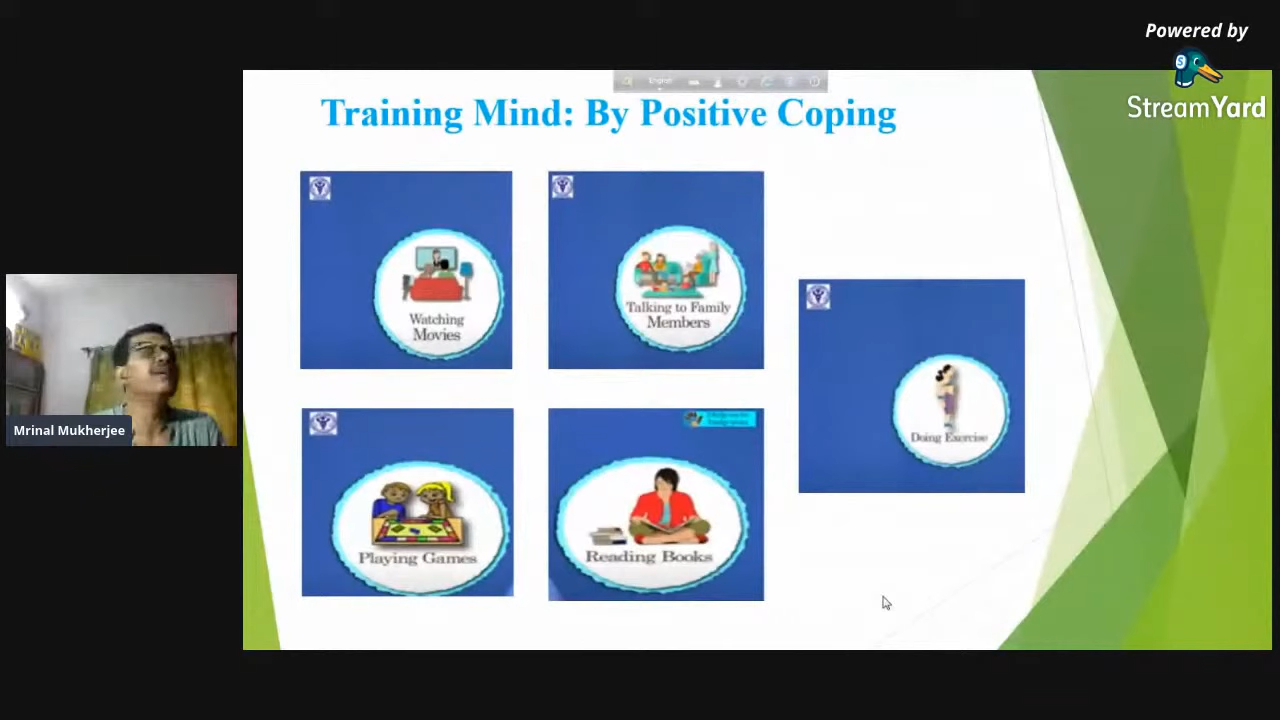 Powered by
StreamYard
English
Training Mind: By Positive Coping
Watching
Movies
Talking to Family
Members
Doing Exercise
Mrinal Mukherjee
Playing Games
Reading Books